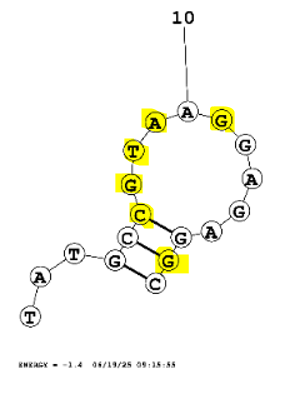 10
A A G
T G
G A
C G
C G A
T G G
A C
T
ENERGY = -1.4 06/19/25 09:15:55